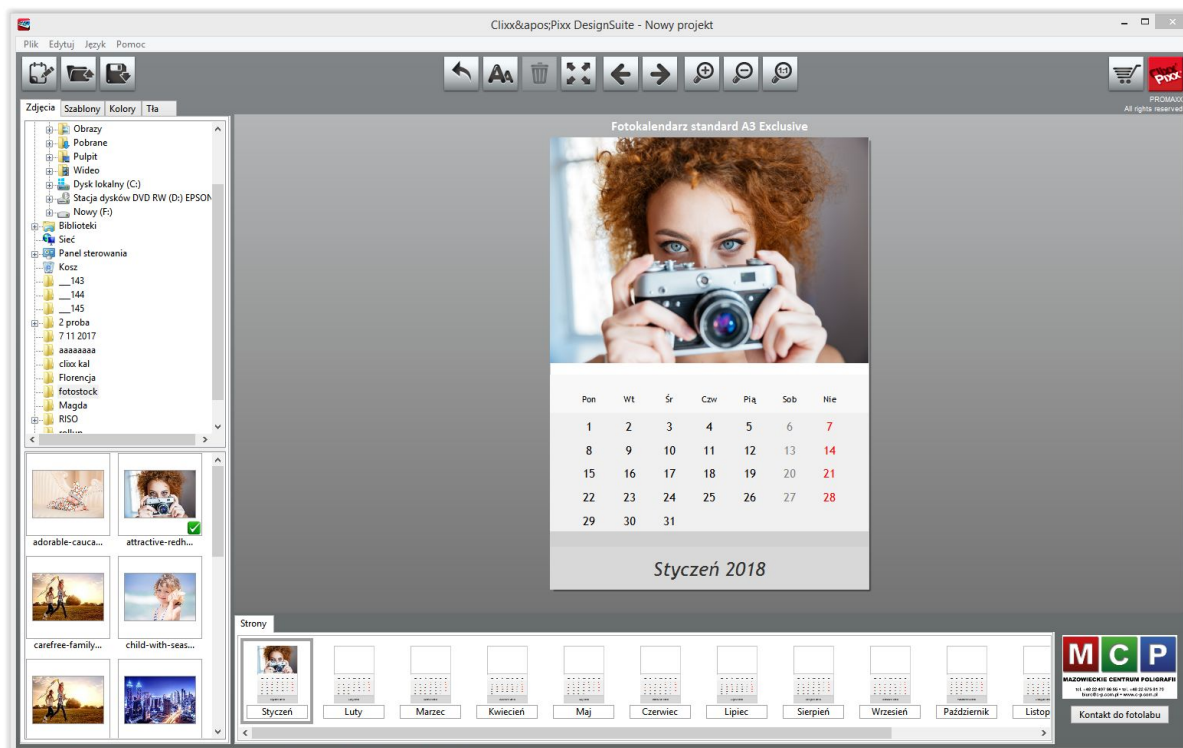 Clixx&apos;Pixx DesignSuite - Nowy projekt
Plik Edytuj Język Pomoc
1:1
PROMAXX
All rights reserved
Zdjęcia Szablony Kolory Tła
Obrazy
Pobrane
Pulpit
Wideo
Dysk lokalny (C:)
Stacja dysków DVD RW (D:) EPSON
Nowy (F:)
Biblioteki
Sieć
Panel sterowania
Kosz
__143
__144
__145
2 proba
7 11 2017
aaaaaaaa
clixx kal
Florencja
fotostock
Magda
RISO
rollup
adorable-cauca...
attractive-redh...
carefree-family...
child-with-seas...
Fotokalendarz standard A3 Exclusive
Pon Wt Śr Czw Pią Sob Nie
1 2 3 4 5 6 7
8 9 10 11 12 13 14
15 16 17 18 19 20 21
22 23 24 25 26 27 28
29 30 31
Styczeń 2018
Strony
Styczeń Luty Marzec Kwiecień Maj Czerwiec Lipiec Sierpień Wrzesień Październik Listop
MCP
MAZOWIECKIE CENTRUM POLIGRAFII
Kontakt do fotolabu